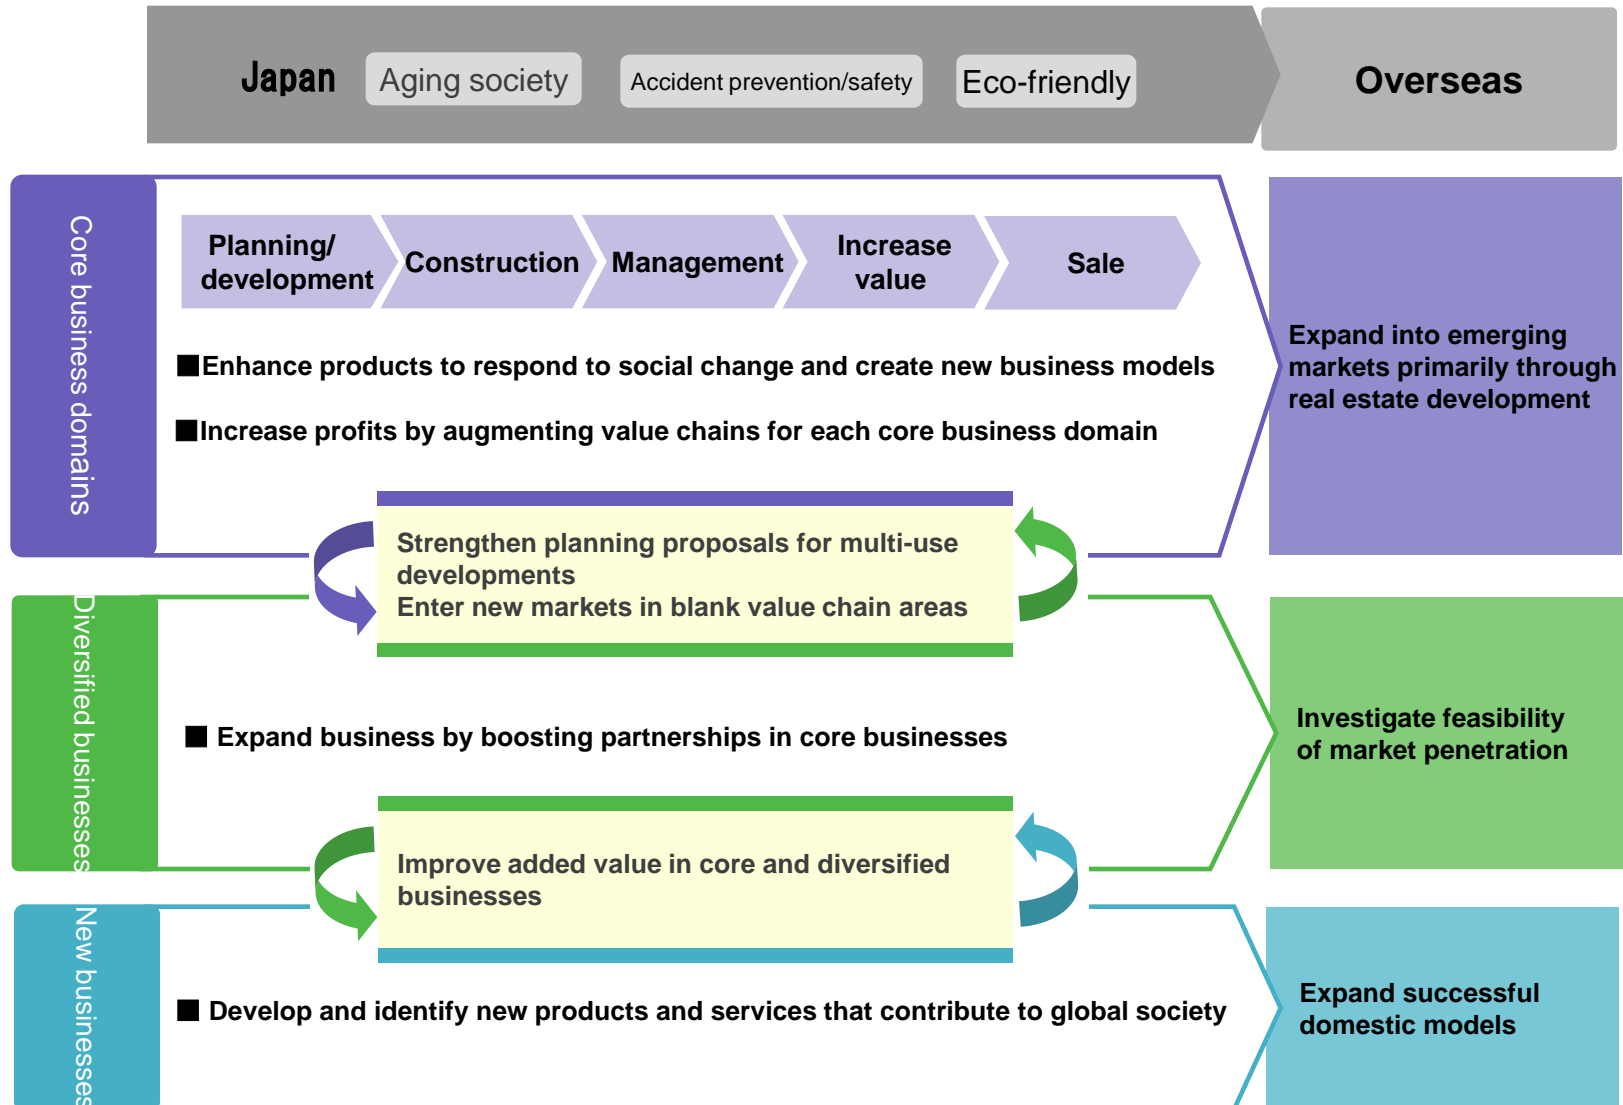 Japan
Aging society
Accident prevention/safety
Eco-friendly
Overseas
Core business domains
Planning/
development
Construction
Management
Increase
value
Sale
■Enhance products to respond to social change and create new business models
■Increase profits by augmenting value chains for each core business domain
Expand into emerging
markets primarily through
real estate development
Strengthen planning proposals for multi-use
developments
Enter new markets in blank value chain areas
Diversified businesses
■ Expand business by boosting partnerships in core businesses
Investigate feasibility
of market penetration
Improve added value in core and diversified
businesses
New businesses
■ Develop and identify new products and services that contribute to global society
Expand successful
domestic models